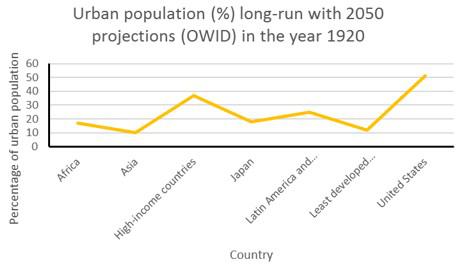 Urban population (%) long-run with 2050
projections (OWID) in the year 1920
Percentage of urban population
60
50
40
30
20
10
0
Africa
Asia
High-income countries
Japan
Latin America and...
Least developed...
United States
Country